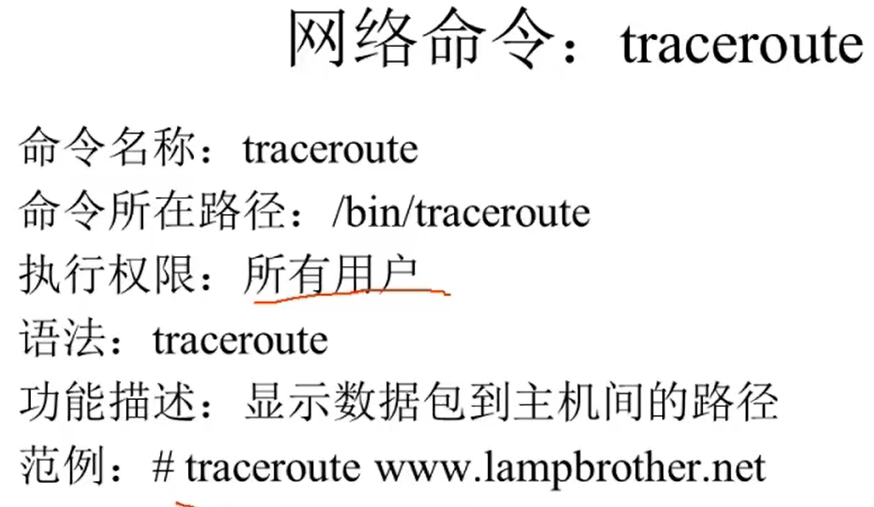 网络命令：traceroute
命令名称：traceroute
命令所在路径：/bin/traceroute
执行权限：所有用户
语法：traceroute
功能描述：显示数据包到主机间的路径
范例：# traceroute www.lampbrother.net